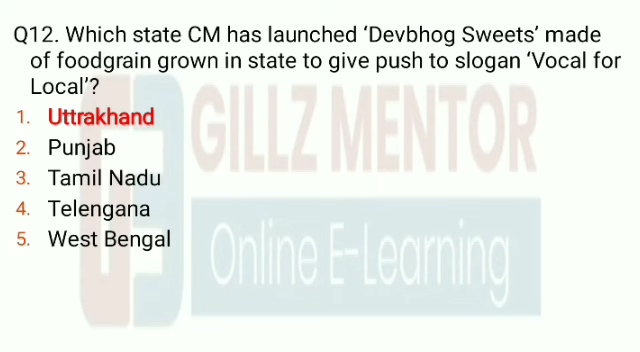 Q12. Which state CM has launched ‘Devbhog Sweets’ made
of foodgrain grown in state to give push to slogan ‘Vocal for
Local’?
1. Uttrakhand
2. Punjab
3. Tamil Nadu
4. Telengana
5. West Bengal
GILLZ MENTOR
Online E-Learning